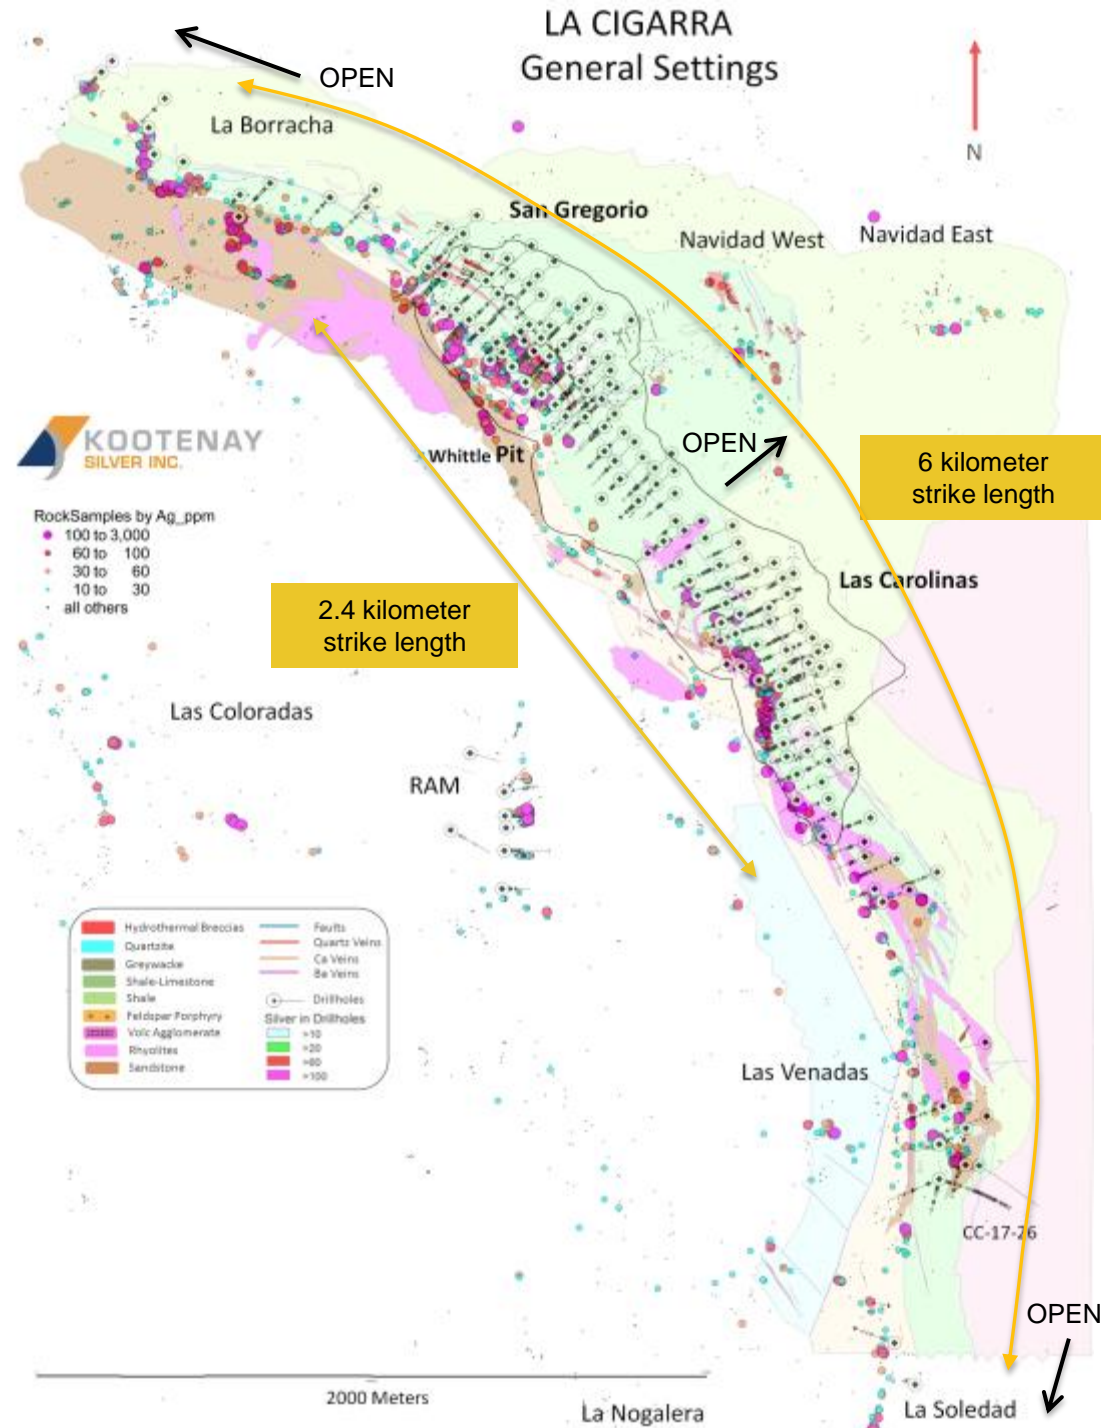 LA CIGARRA
General Settings
OPEN
La Borracha
N
San Gregorio
Navidad West
Navidad East
KOOTENAY
SILVER INC.
Whittle Pit
OPEN
6 kilometer
strike length
RockSamples by Ag_ppm
100 to 3,000
60 to 100
30 to 60
10 to 30
all others
Las Carolinas
2.4 kilometer
strike length
Las Coloradas
RAM
Hydrothermal Breccias
Quartzite
Greywacke
Shale-Limestone
Shale
Feldspar Porphyry
Volc Agglomerate
Rhyolites
Sandstone
Faults
Quartz Veins
Ca Veins
Ba Veins
Drillholes
Silver in Drillholes
>10
>20
>60
>100
Las Venadas
CC-17-26
OPEN
2000 Meters
La Nogalera
La Soledad